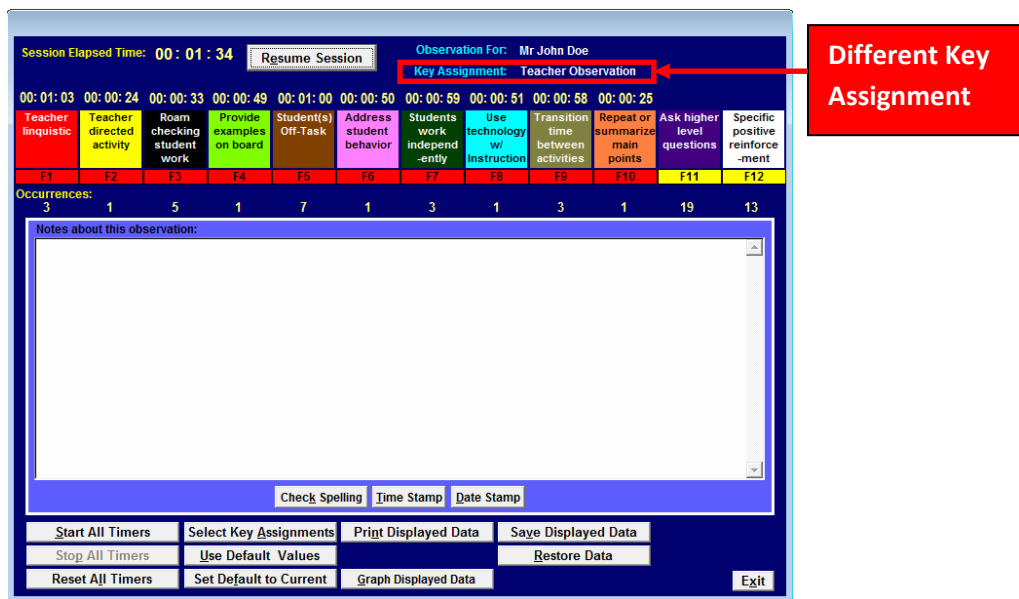 Session Elapsed Time: 00: 01 : 34 Resume Session Observation For: Mr John Doe
Key Assignment: Teacher Observation
Different Key
Assignment
00: 01: 03 00: 00: 24 00: 00: 33 00: 00: 49 00: 01: 00 00: 00: 50 00: 00: 59 00: 00: 51 00: 00: 58 00: 00: 25
Teacher linquistic
Teacher directed activity
Roam checking student work
Provide examples on board
Student(s) Off-Task
Address student behavior
Students work independ -ently
Use technology w/ Instruction
Transition time between activities
Repeat or summarize main points
Ask higher level questions
Specific positive reinforce -ment
F1 F2 F3 F4 F5 F6 F7 F8 F9 F10 F11 F12
Occurrences:
3 1 5 1 7 1 3 1 3 1 19 13
Notes about this observation:
Check Spelling Time Stamp Date Stamp
Start All Timers Select Key Assignments Print Displayed Data Save Displayed Data
Stop All Timers Use Default Values Restore Data
Reset All Timers Set Default to Current Graph Displayed Data Exit